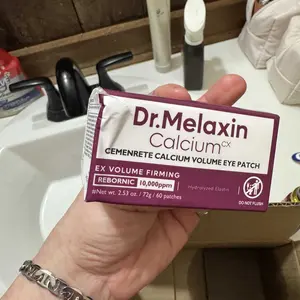 Dr.Melaxin
Calcium CX
CEMENRETE CALCIUM VOLUME EYE PATCH
EX VOLUME FIRMING
REBORNIC 10,000ppm
Hydrolyzed Elastin
#Net wt. 2.53 oz. / 72g / 60 patches
DO NOT FLUSH